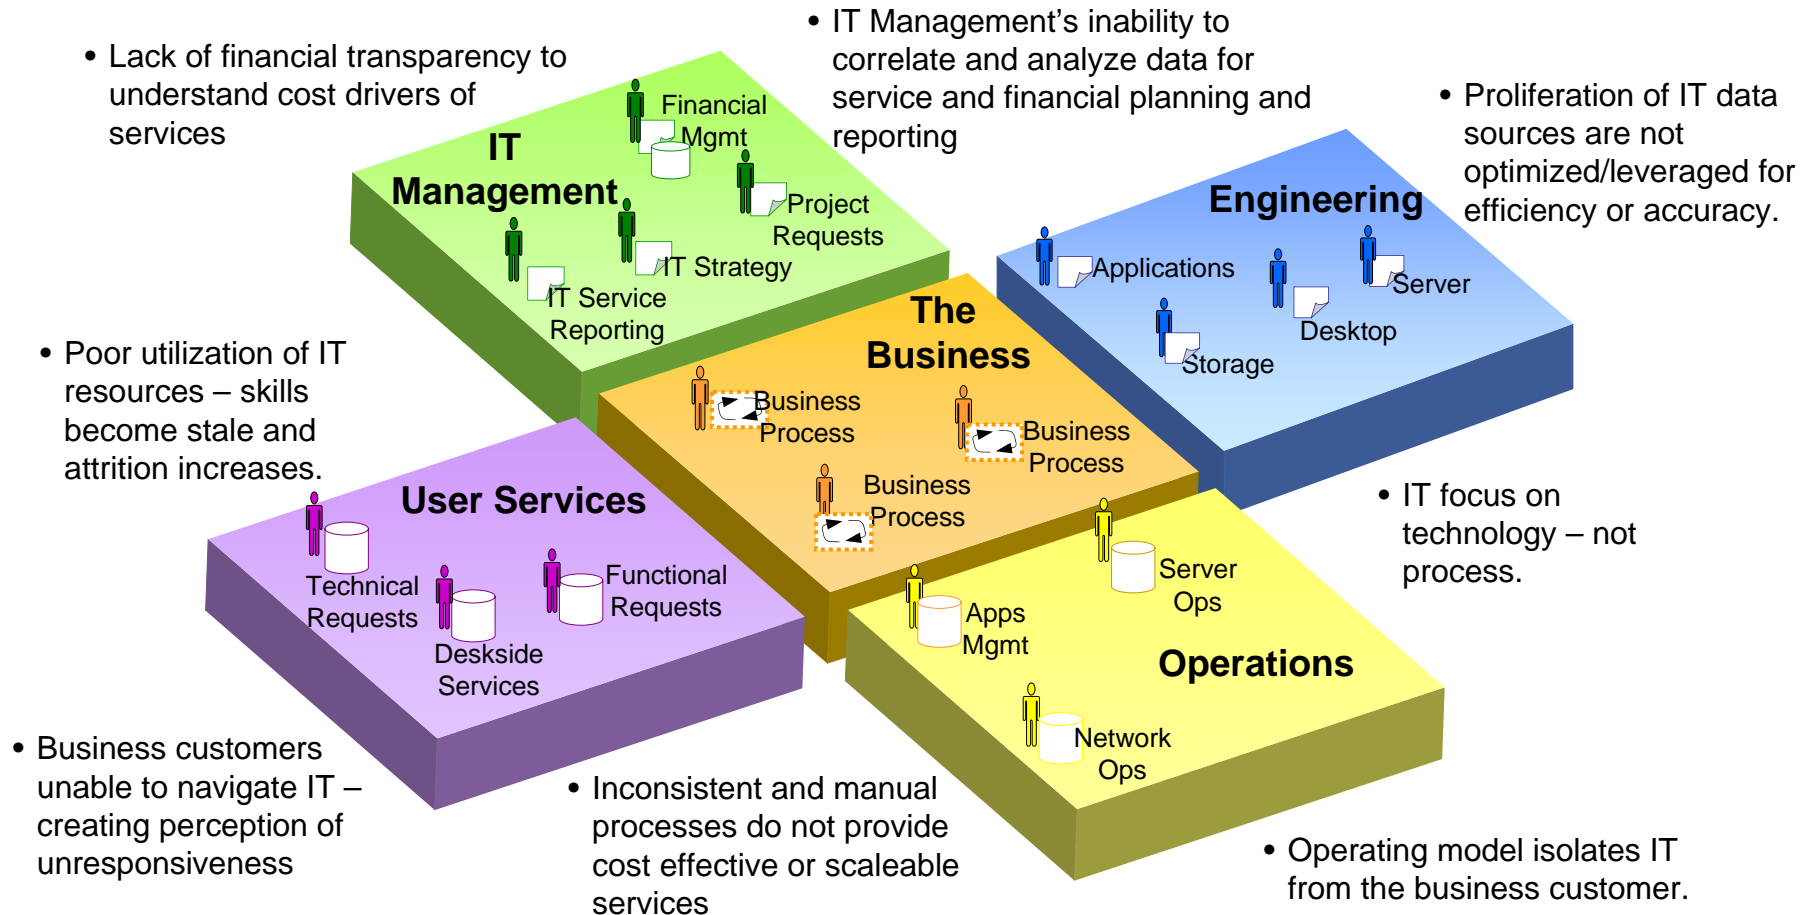 • Lack of financial transparency to
understand cost drivers of
services
• IT Management’s inability to
correlate and analyze data for
service and financial planning and
reporting
• Proliferation of IT data
sources are not
optimized/leveraged for
efficiency or accuracy.
IT
Management
Financial
Mgmt
Project
Requests
IT Strategy
IT Service
Reporting
Engineering
Applications
Server
Desktop
Storage
The
Business
Business
Process
Business
Process
Business
Process
• Poor utilization of IT
resources – skills
become stale and
attrition increases.
User Services
Technical
Requests
Functional
Requests
Deskside
Services
• IT focus on
technology – not
process.
Server
Ops
Apps
Mgmt
Operations
Network
Ops
• Business customers
unable to navigate IT –
creating perception of
unresponsiveness
• Inconsistent and manual
processes do not provide
cost effective or scaleable
services
• Operating model isolates IT
from the business customer.